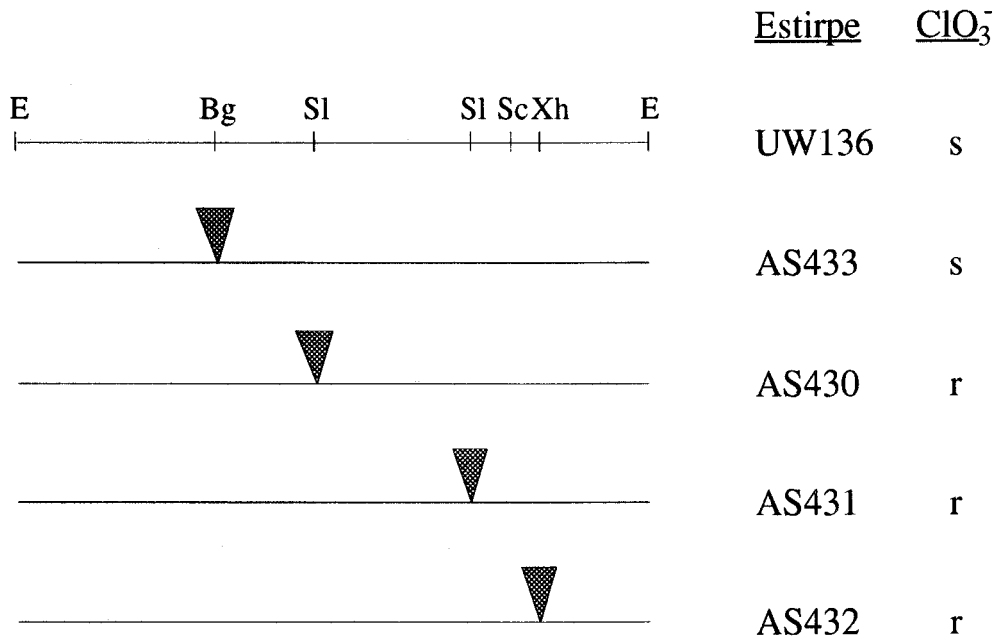 Estirpe ClO₃⁻
E Bg Sl Sl Sc Xh E
UW136 s
AS433 s
AS430 r
AS431 r
AS432 r